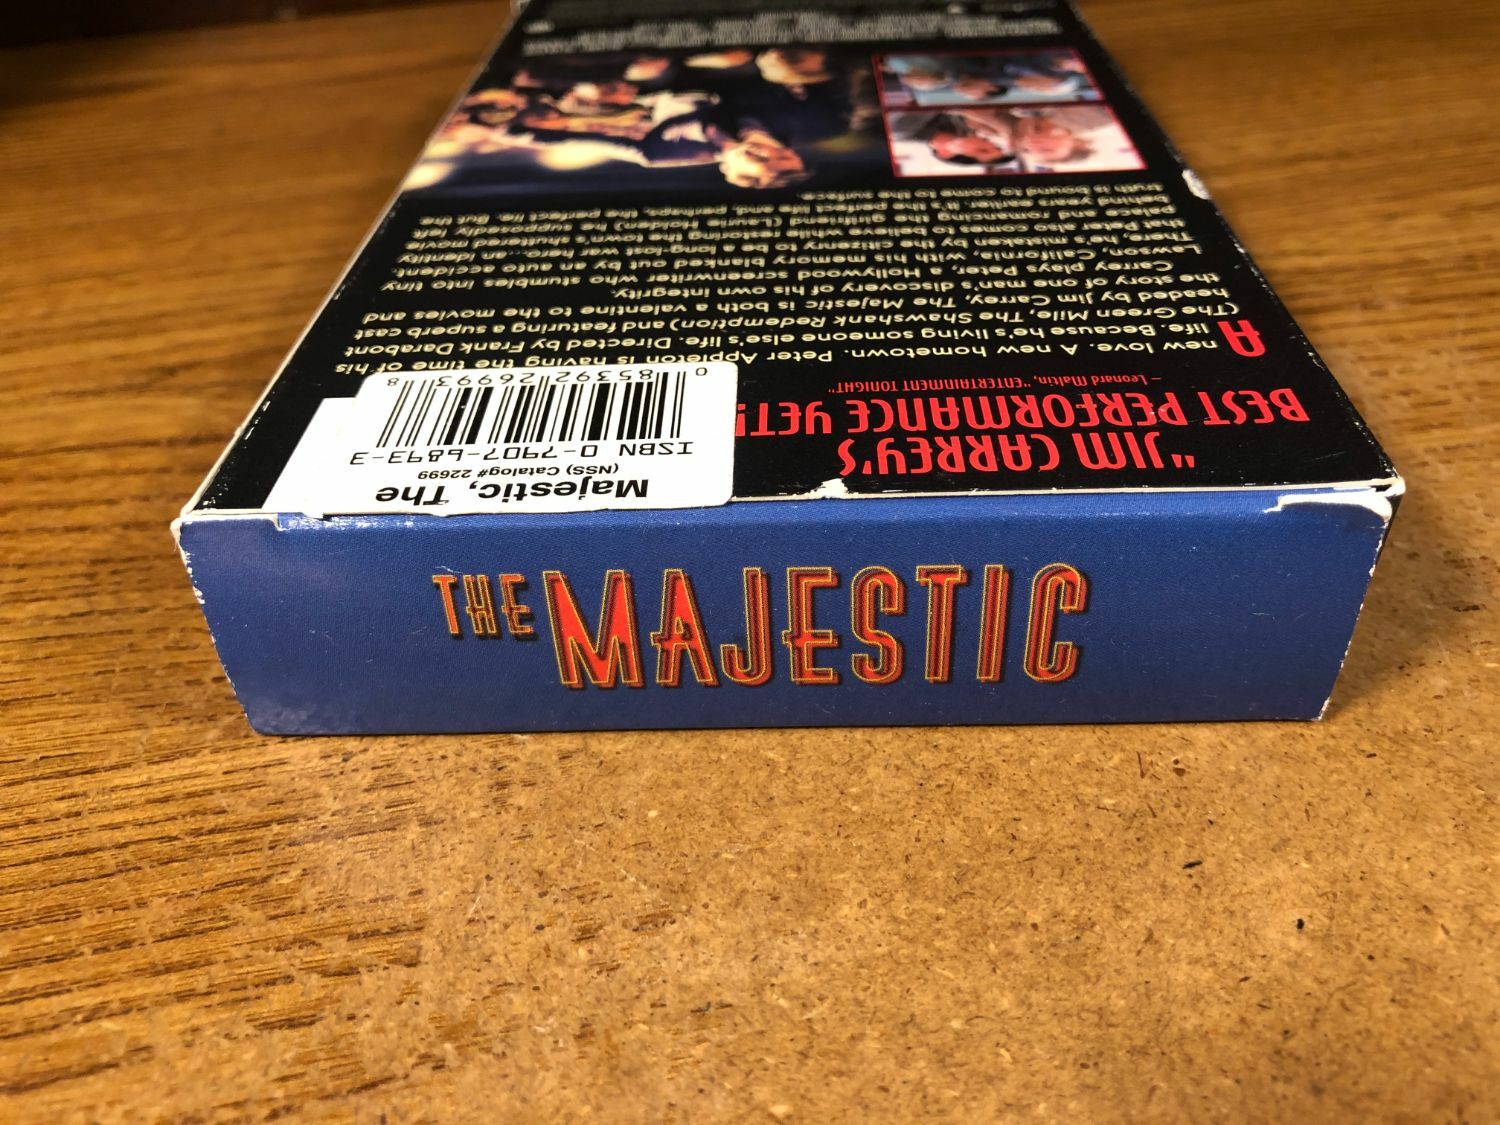 THE MAJESTIC
Majestic, The
(NSS) Catalog# 22699
ISBN 0-7907-6893-3
0 85392 26993 8
"JIM CARREY'S
BEST PERFORMANCE YET!
– Leonard Maltin, "ENTERTAINMENT TONIGHT"
A new love. A new hometown. Peter Appleton is having the time of his
life. Because he's living someone else's life. Directed by Frank Darabont
(The Green Mile, The Shawshank Redemption) and featuring a superb cast
headed by Jim Carrey, The Majestic is both a valentine to the movies and
the story of one man's discovery of his own integrity.
Carrey plays Peter, a Hollywood screenwriter who stumbles into tiny
Lawson, California, with his memory blanked out by an auto accident.
Here, he's mistaken by the citizenry to be a long-lost war hero...an identity
that Peter also comes to believe while restoring the town's shuttered movie
palace and romancing the girlfriend (Laurie Holden) he supposedly left
behind years earlier. It's the perfect life and, perhaps, the perfect lie. But the
truth is bound to come to the surface.